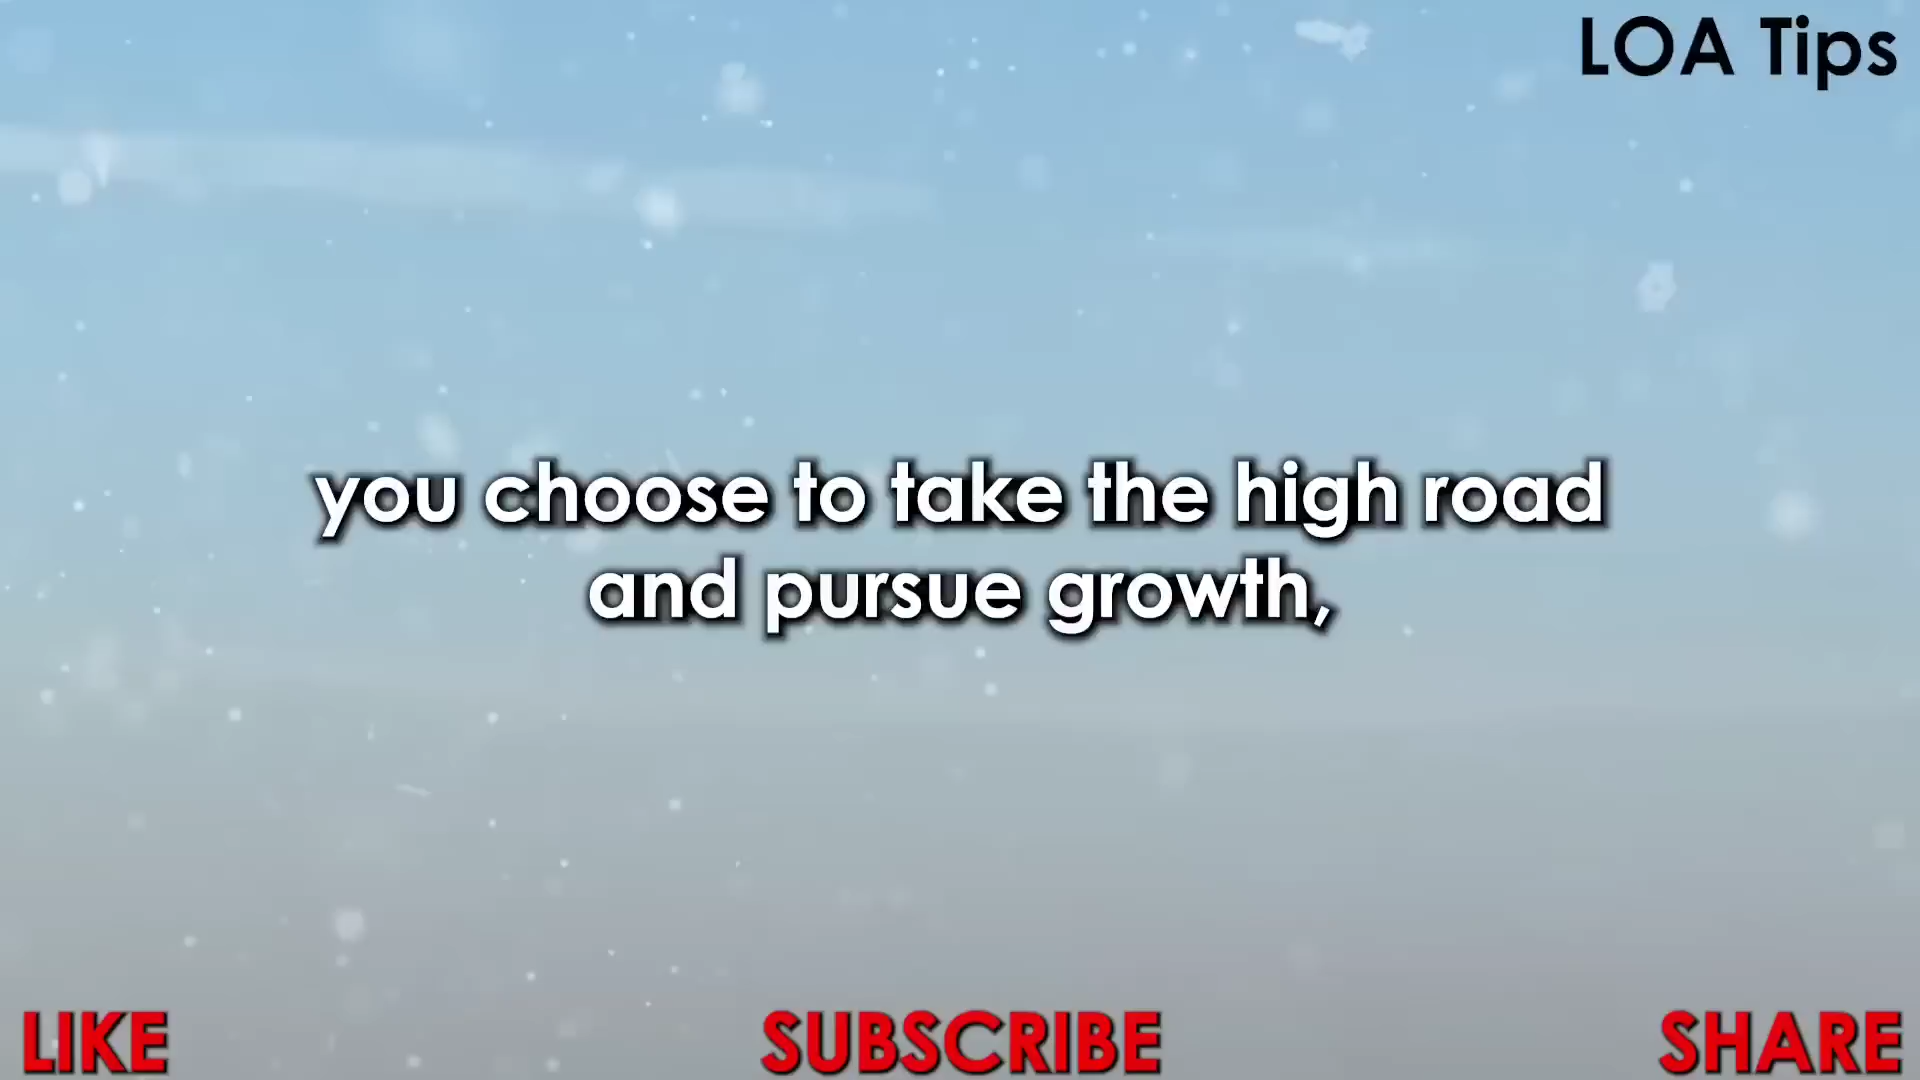 LOA Tips
you choose to take the high road
and pursue growth,
LIKE
SUBSCRIBE
SHARE